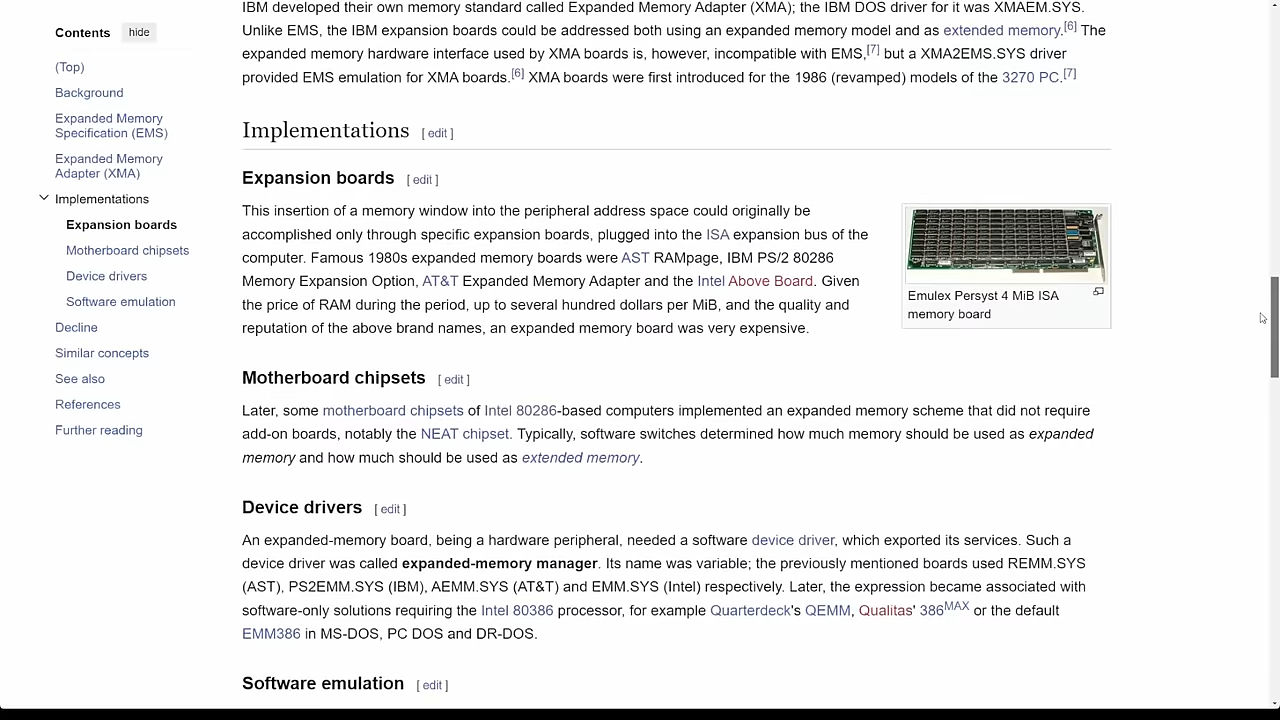 Contents hide
(Top)
Background
Expanded Memory
Specification (EMS)
Expanded Memory
Adapter (XMA)
Implementations
Expansion boards
Motherboard chipsets
Device drivers
Software emulation
Decline
Similar concepts
See also
References
Further reading
IBM developed their own memory standard called Expanded Memory Adapter (XMA); the IBM DOS driver for it was XMAEM.SYS.
Unlike EMS, the IBM expansion boards could be addressed both using an expanded memory model and as extended memory.[6] The
expanded memory hardware interface used by XMA boards is, however, incompatible with EMS,[7] but a XMA2EMS.SYS driver
provided EMS emulation for XMA boards.[6] XMA boards were first introduced for the 1986 (revamped) models of the 3270 PC.[7]
Implementations [ edit ]
Expansion boards [ edit ]
This insertion of a memory window into the peripheral address space could originally be
accomplished only through specific expansion boards, plugged into the ISA expansion bus of the
computer. Famous 1980s expanded memory boards were AST RAMpage, IBM PS/2 80286
Memory Expansion Option, AT&T Expanded Memory Adapter and the Intel Above Board. Given
the price of RAM during the period, up to several hundred dollars per MiB, and the quality and
reputation of the above brand names, an expanded memory board was very expensive.
Emulex Persyst 4 MiB ISA
memory board
Motherboard chipsets [ edit ]
Later, some motherboard chipsets of Intel 80286-based computers implemented an expanded memory scheme that did not require
add-on boards, notably the NEAT chipset. Typically, software switches determined how much memory should be used as expanded
memory and how much should be used as extended memory.
Device drivers [ edit ]
An expanded-memory board, being a hardware peripheral, needed a software device driver, which exported its services. Such a
device driver was called expanded-memory manager. Its name was variable; the previously mentioned boards used REMM.SYS
(AST), PS2EMM.SYS (IBM), AEMM.SYS (AT&T) and EMM.SYS (Intel) respectively. Later, the expression became associated with
software-only solutions requiring the Intel 80386 processor, for example Quarterdeck's QEMM, Qualitas' 386MAX or the default
EMM386 in MS-DOS, PC DOS and DR-DOS.
Software emulation [ edit ]